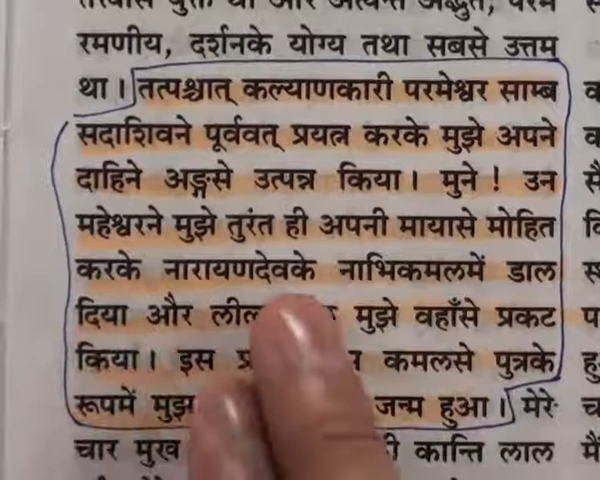 रमणीय, दर्शनके योग्य तथा सबसे उत्तम
था। तत्पश्चात् कल्याणकारी परमेश्वर साम्ब
सदाशिवने पूर्ववत् प्रयत्न करके मुझे अपने
दाहिने अङ्गसे उत्पन्न किया। मुने! उन
महेश्वरने मुझे तुरंत ही अपनी मायासे मोहित
करके नारायणदेवके नाभिकमलमें डाल
दिया और मुझे वहाँसे प्रकट
किया। इस कमलसे पुत्रके
रूपमें जन्म हुआ। मेरे
चार मुख कान्ति लाल